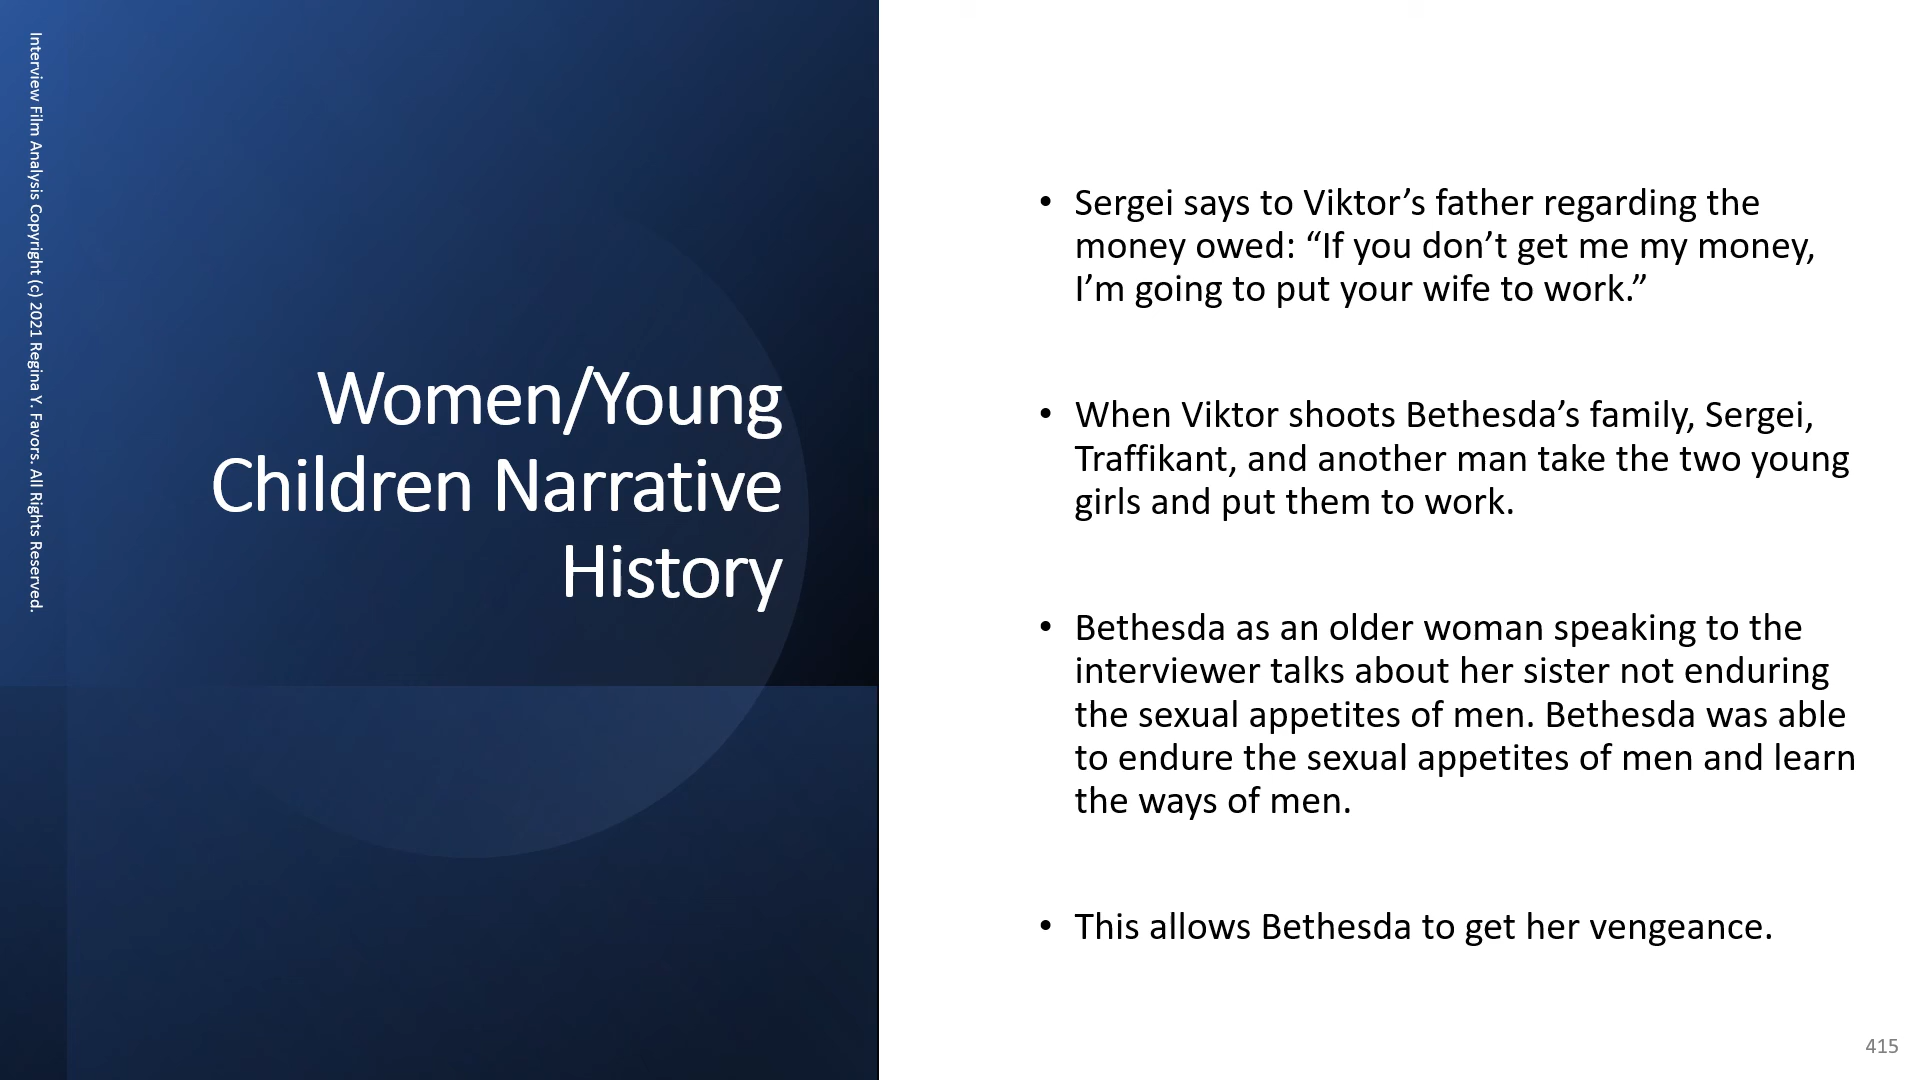 Interview Film Analysis Copyright (c) 2021 Regina Y. Favors. All Rights Reserved.
Women/Young
Children Narrative
History
• Sergei says to Viktor’s father regarding the
money owed: “If you don’t get me my money,
I’m going to put your wife to work.”
• When Viktor shoots Bethesda’s family, Sergei,
Traffikant, and another man take the two young
girls and put them to work.
• Bethesda as an older woman speaking to the
interviewer talks about her sister not enduring
the sexual appetites of men. Bethesda was able
to endure the sexual appetites of men and learn
the ways of men.
• This allows Bethesda to get her vengeance.
415